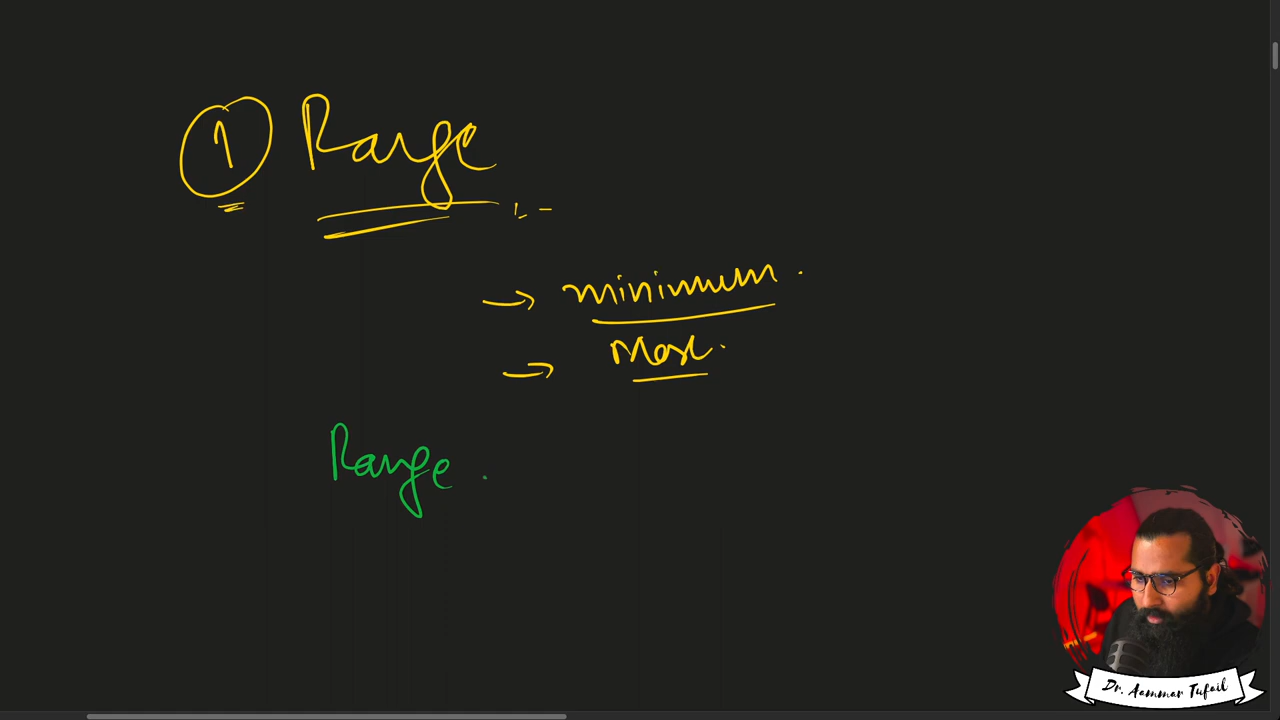 1 Range :-
→ minimum.
→ Max.
Range .
Dr. Aammar Tufail